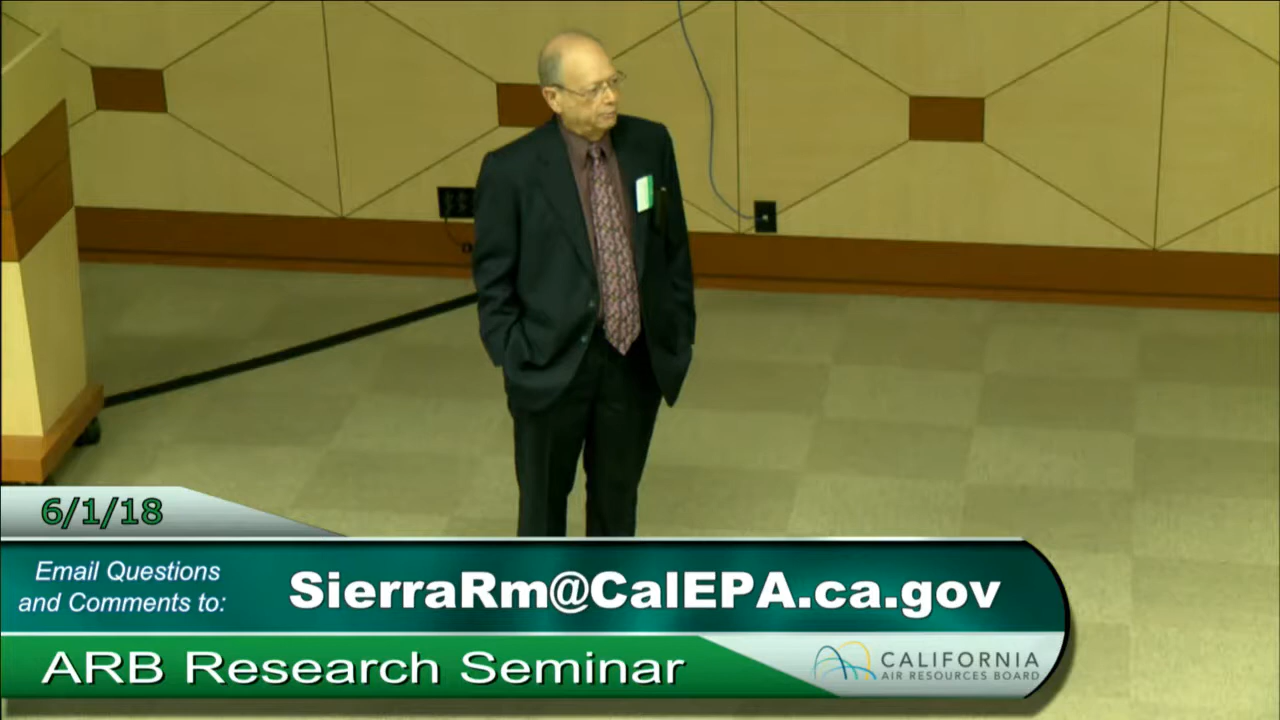 6/1/18
Email Questions
and Comments to:
SierraRm@CalEPA.ca.gov
ARB Research Seminar
CALIFORNIA
AIR RESOURCES BOARD